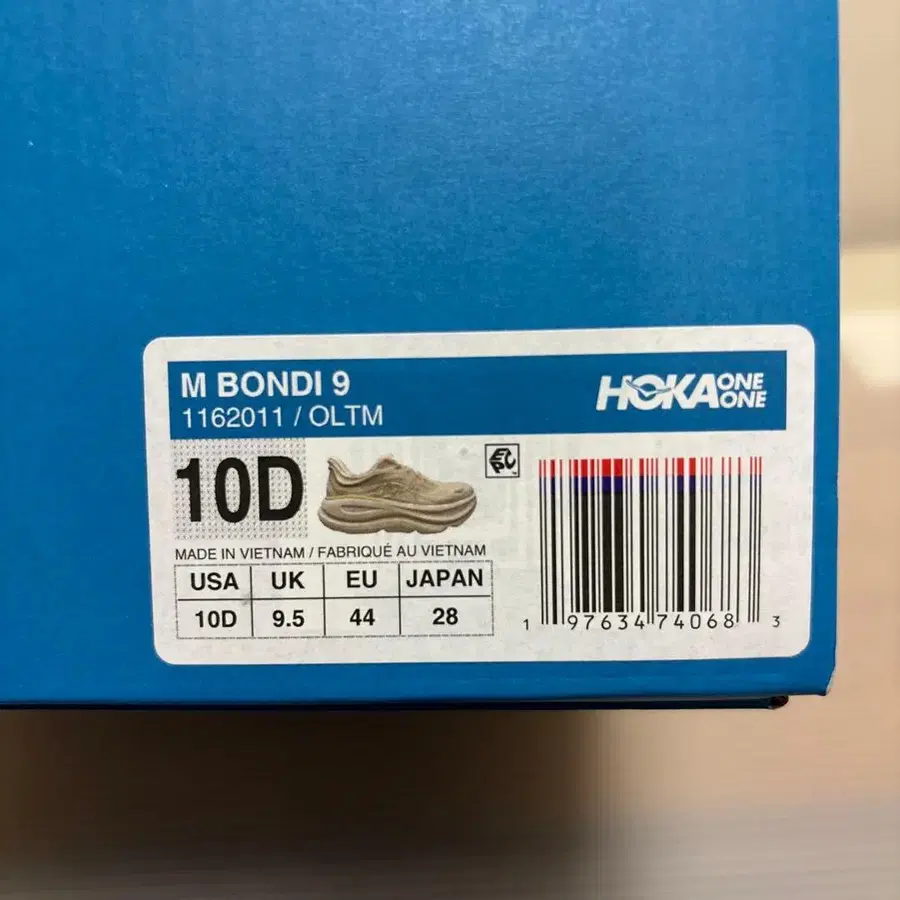 M BONDI 9
1162011 / OLTM
HOKA ONE ONE
10D
EPC
MADE IN VIETNAM / FABRIQUÉ AU VIETNAM
USA UK EU JAPAN
10D 9.5 44 28
1 97634 74068 3